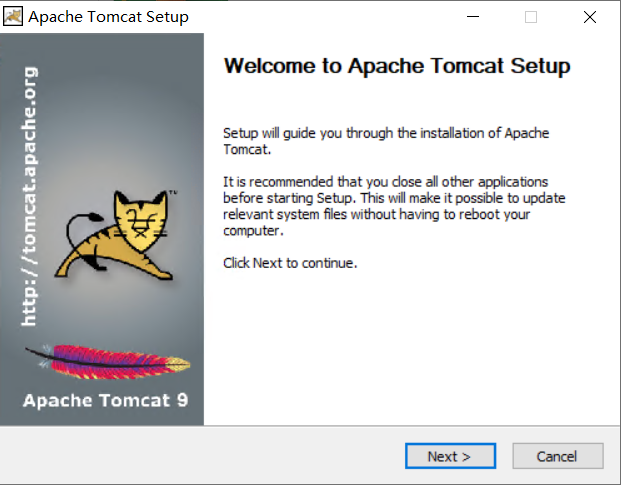 Apache Tomcat Setup
http://tomcat.apache.org
TM
Apache Tomcat 9
Welcome to Apache Tomcat Setup
Setup will guide you through the installation of Apache
Tomcat.
It is recommended that you close all other applications
before starting Setup. This will make it possible to update
relevant system files without having to reboot your
computer.
Click Next to continue.
Next >
Cancel